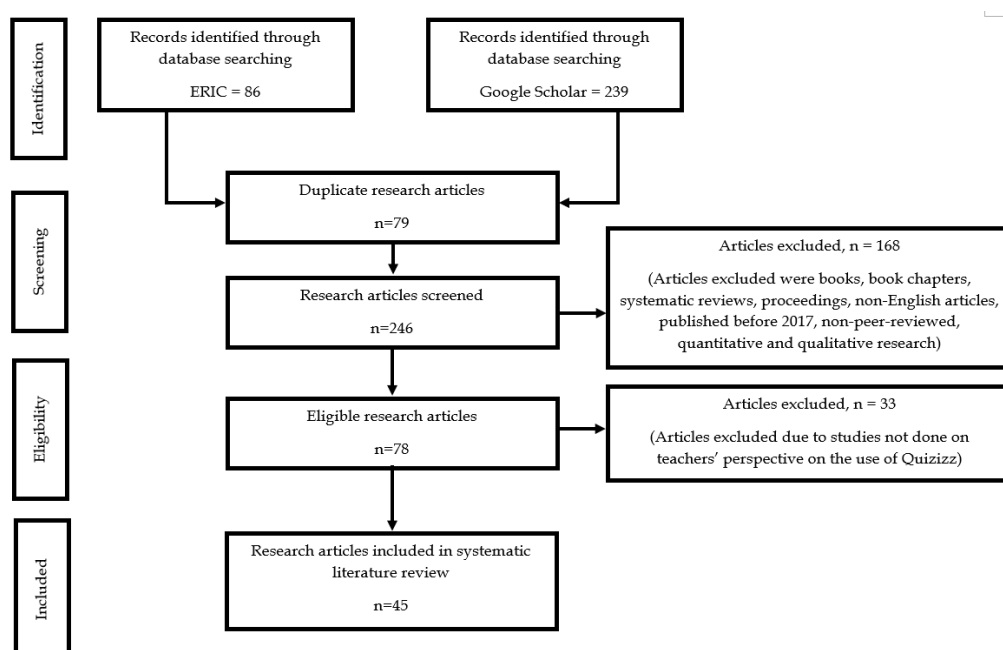 Identification
Records identified through
database searching
ERIC = 86
Records identified through
database searching
Google Scholar = 239
Screening
Duplicate research articles
n=79
Research articles screened
n=246
Articles excluded, n = 168
(Articles excluded were books, book chapters,
systematic reviews, proceedings, non-English articles,
published before 2017, non-peer-reviewed,
quantitative and qualitative research)
Eligibility
Eligible research articles
n=78
Articles excluded, n = 33
(Articles excluded due to studies not done on
teachers’ perspective on the use of Quizizz)
Included
Research articles included in systematic
literature review
n=45